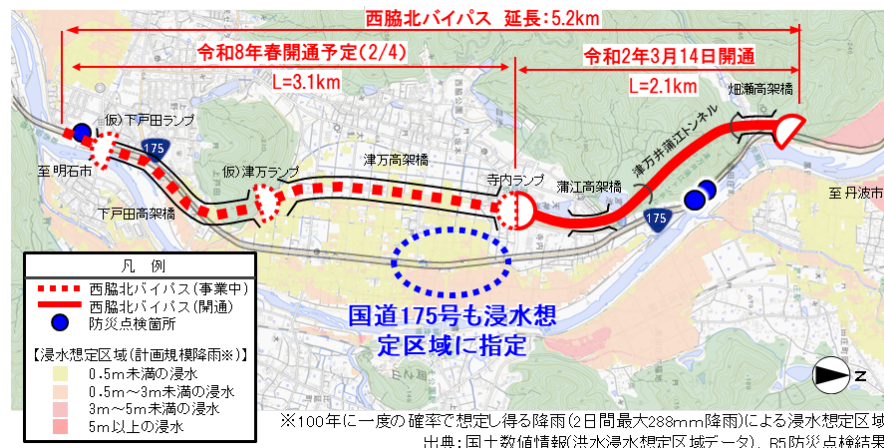 西脇北バイパス 延長:5.2km
令和8年春開通予定(2/4)
令和2年3月14日開通
L=3.1km
L=2.1km
畑瀬高架橋
仮)下戸田ランプ
175
津万井蒲江トンネル
至明石市
仮)津万ランプ
津万高架橋
寺内ランプ
蒲江高架橋
至丹波市
下戸田高架橋
175
国道175号も浸水想
定区域に指定
凡 例
西脇北バイパス(事業中)
西脇北バイパス(開通)
防災点検箇所
【浸水想定区域(計画規模降雨※)】
0.5m未満の浸水
0.5m～3m未満の浸水
3m～5m未満の浸水
5m以上の浸水
N
※100年に一度の確率で想定し得る降雨(2日間最大288mm降雨)による浸水想定区域
出典:国土数値情報(洪水浸水想定区域データ)、R5防災点検結果